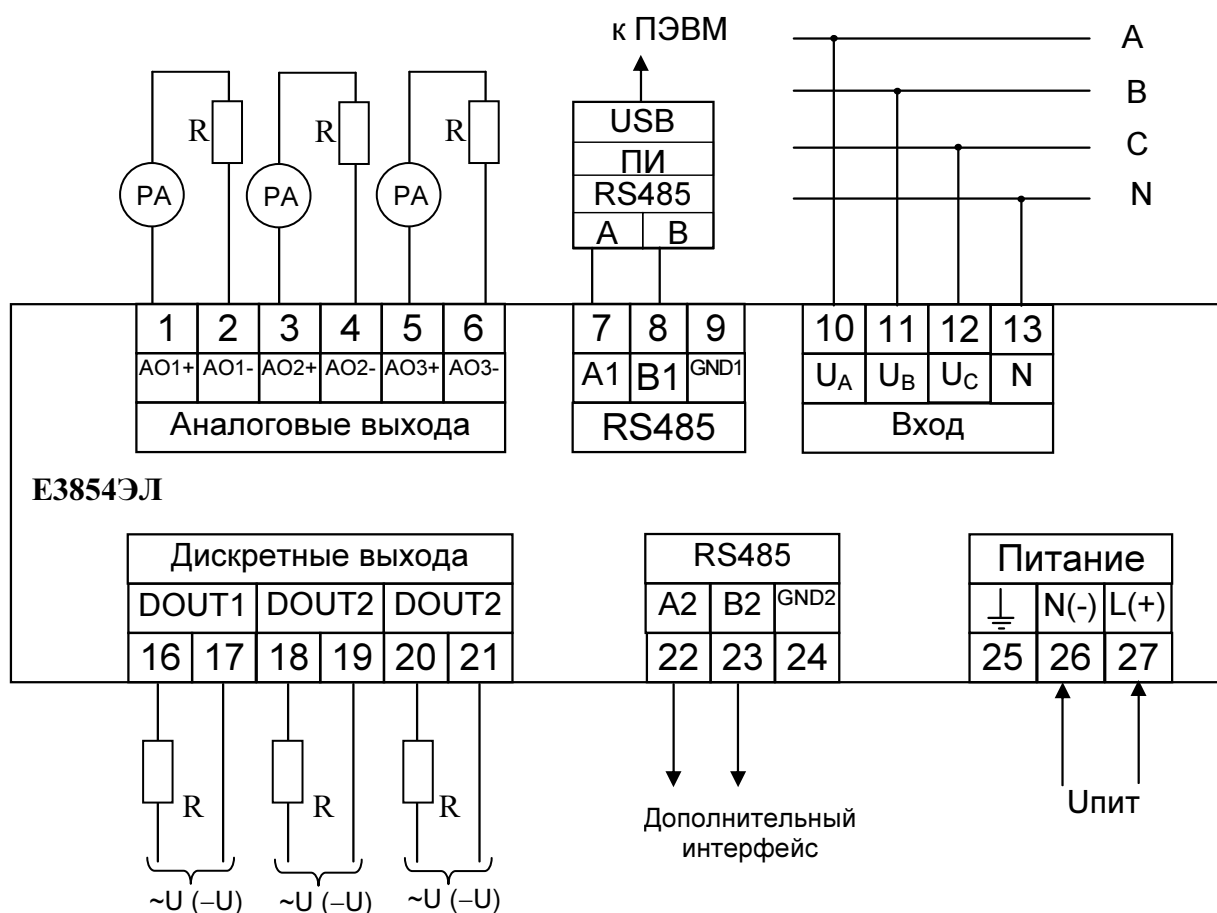 к ПЭВМ
A
B
C
N
R R R
USB
ПИ
RS485
A B
PA PA PA
1 2 3 4 5 6
AO1+ AO1- AO2+ AO2- AO3+ AO3-
Аналоговые выхода
7 8 9
A1 B1 GND1
RS485
10 11 12 13
UA UB UC N
Вход
Е3854ЭЛ
Дискретные выхода
DOUT1 DOUT2 DOUT2
16 17 18 19 20 21
RS485
A2 B2 GND2
22 23 24
Питание
N(-) L(+)
25 26 27
R R R
~U (–U) ~U (–U) ~U (–U)
Дополнительный
интерфейс
Uпит